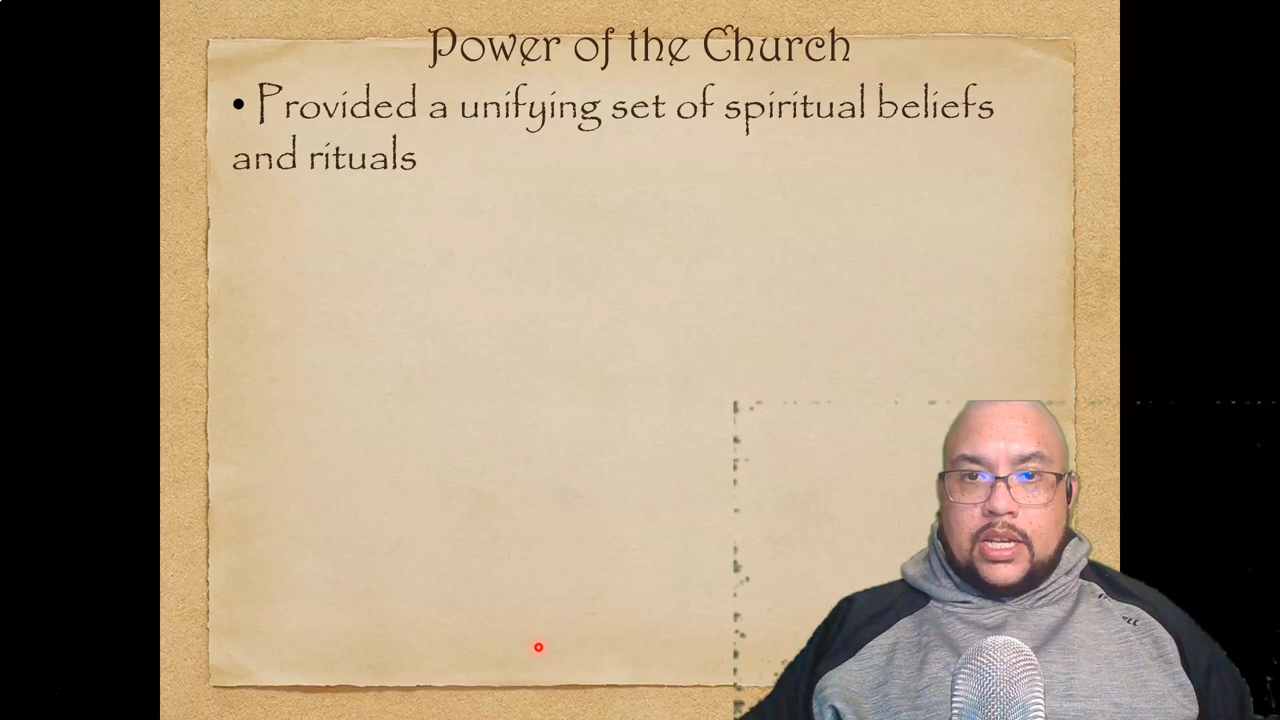 Power of the Church
• Provided a unifying set of spiritual beliefs
and rituals